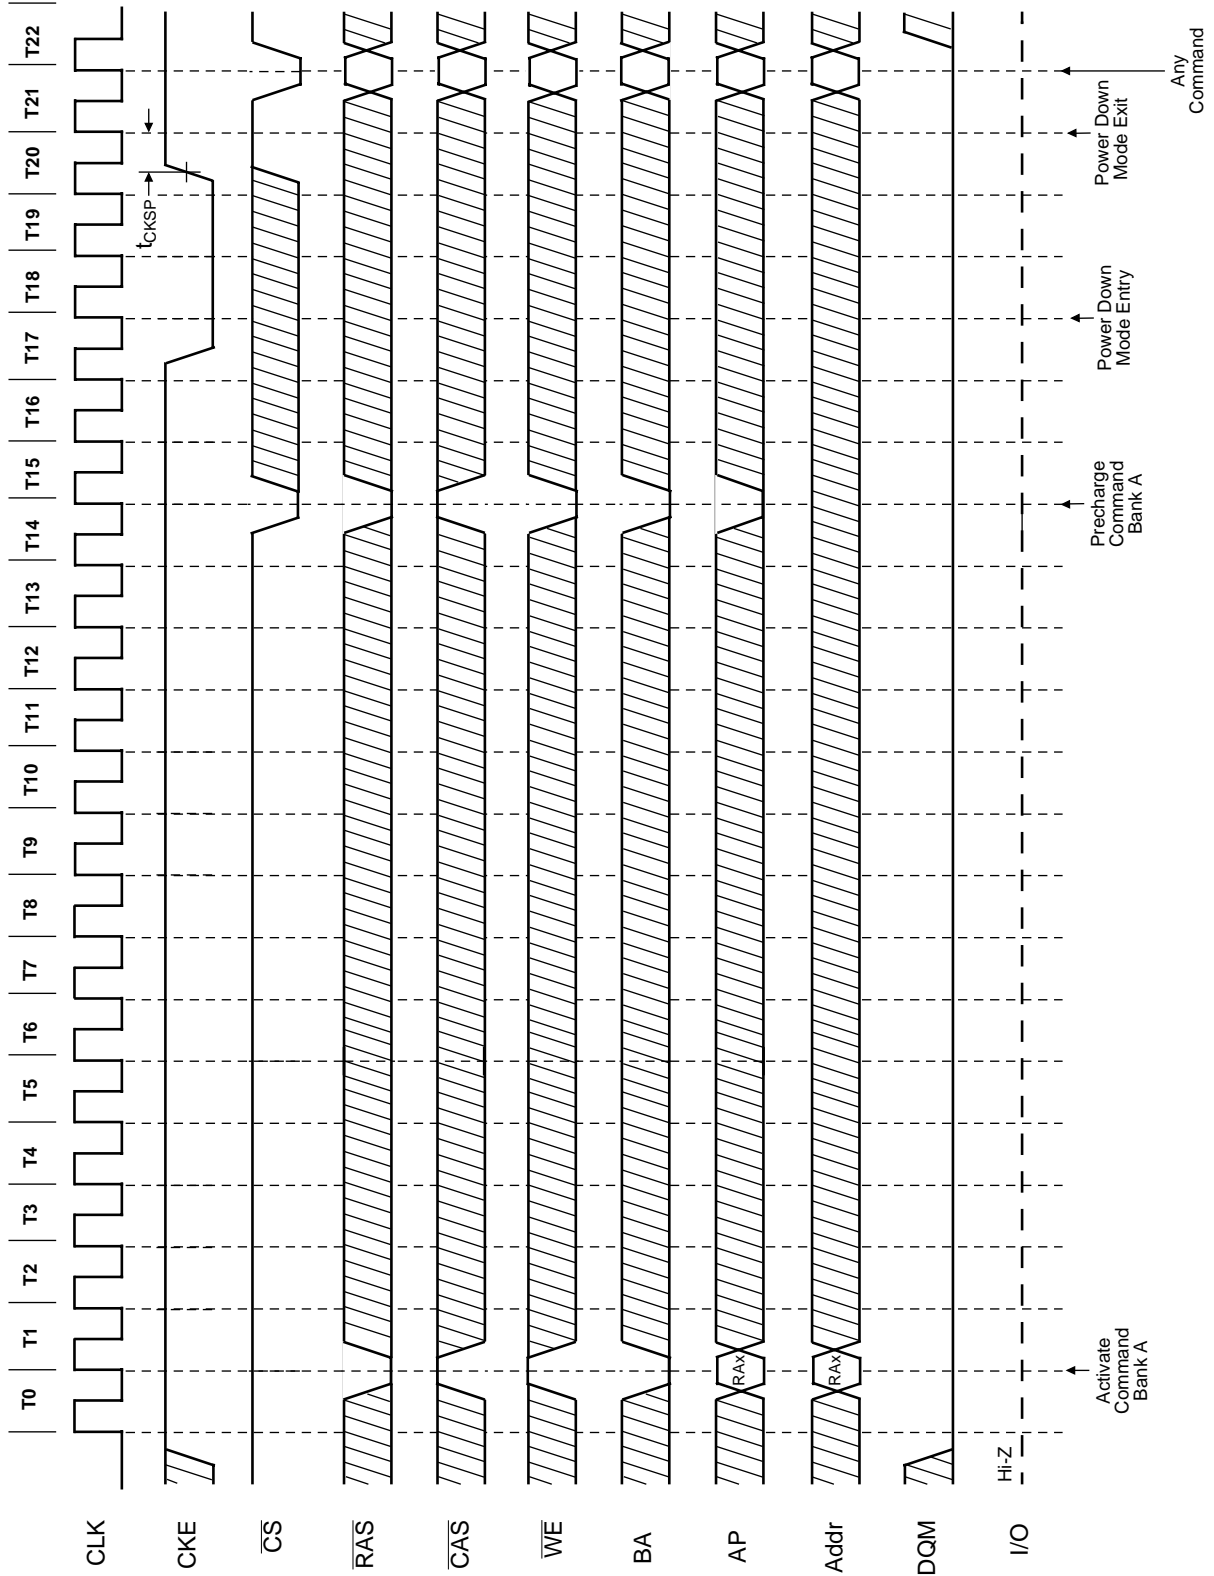 T0 T1 T2 T3 T4 T5 T6 T7 T8 T9 T10 T11 T12 T13 T14 T15 T16 T17 T18 T19 T20 T21 T22
CLK
tCKSP
CKE
CS
RAS
CAS
WE
BA
AP
RAx
Addr
RAx
DQM
Hi-Z
I/O
Activate
Command
Bank A
Precharge
Command
Bank A
Power Down
Mode Entry
Power Down
Mode Exit
Any
Command